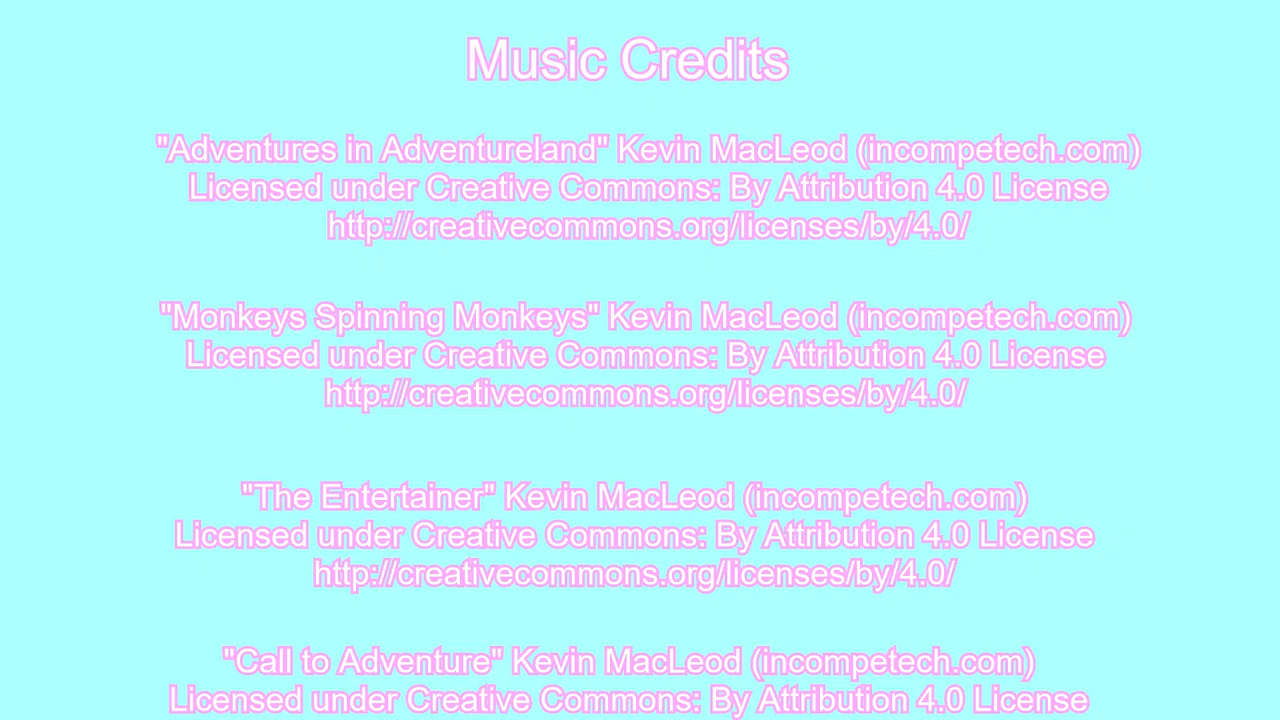 Music Credits
"Adventures in Adventureland" Kevin MacLeod (incompetech.com)
Licensed under Creative Commons: By Attribution 4.0 License
http://creativecommons.org/licenses/by/4.0/
"Monkeys Spinning Monkeys" Kevin MacLeod (incompetech.com)
Licensed under Creative Commons: By Attribution 4.0 License
http://creativecommons.org/licenses/by/4.0/
"The Entertainer" Kevin MacLeod (incompetech.com)
Licensed under Creative Commons: By Attribution 4.0 License
http://creativecommons.org/licenses/by/4.0/
"Call to Adventure" Kevin MacLeod (incompetech.com)
Licensed under Creative Commons: By Attribution 4.0 License